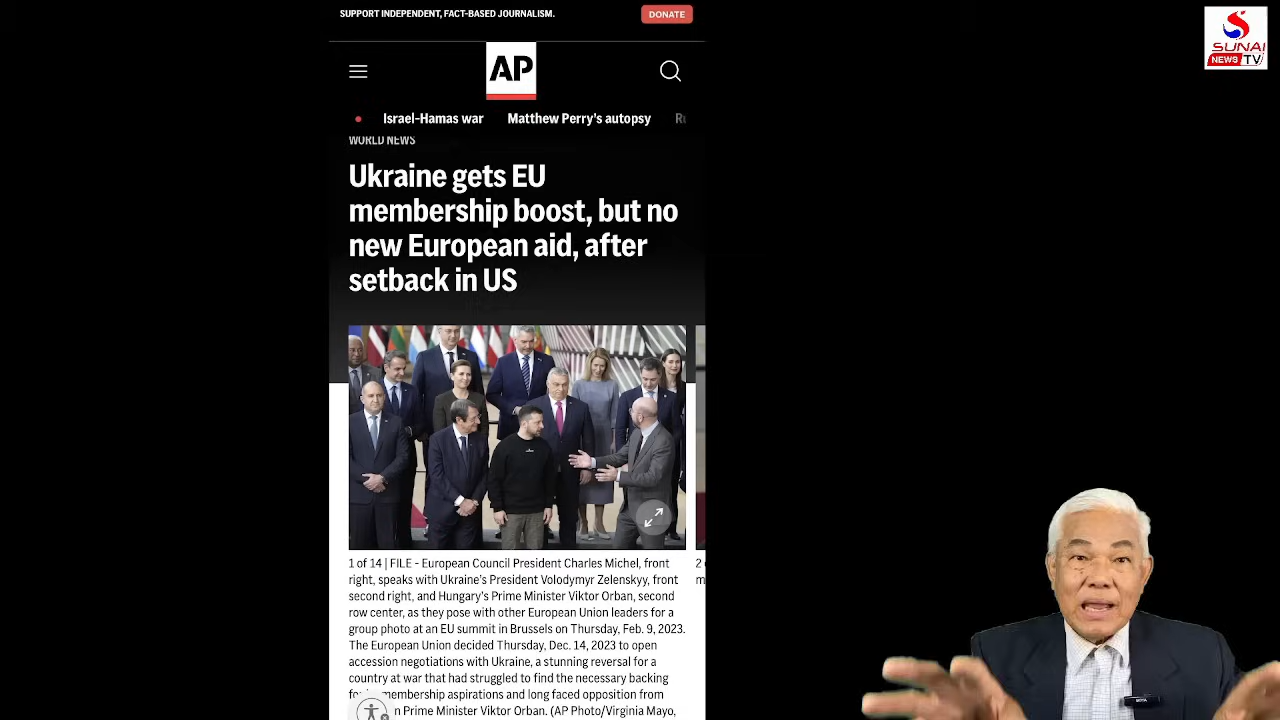 SUPPORT INDEPENDENT, FACT-BASED JOURNALISM.
DONATE
AP
Israel-Hamas war
Matthew Perry's autopsy
WORLD NEWS
Ukraine gets EU
membership boost, but no
new European aid, after
setback in US
1 of 14 | FILE - European Council President Charles Michel, front
right, speaks with Ukraine's President Volodymyr Zelenskyy, front
second right, and Hungary's Prime Minister Viktor Orban, second
row center, as they pose with other European Union leaders for a
group photo at an EU summit in Brussels on Thursday, Feb. 9, 2023.
The European Union decided Thursday, Dec. 14, 2023 to open
accession negotiations with Ukraine, a stunning reversal for a
country at war that had struggled to find the necessary backing
membership aspirations and long faced opposition from
Minister Viktor Orban. (AP Photo/Virginia Mayo,
2
SUNAI
NEWS TV
BOYA